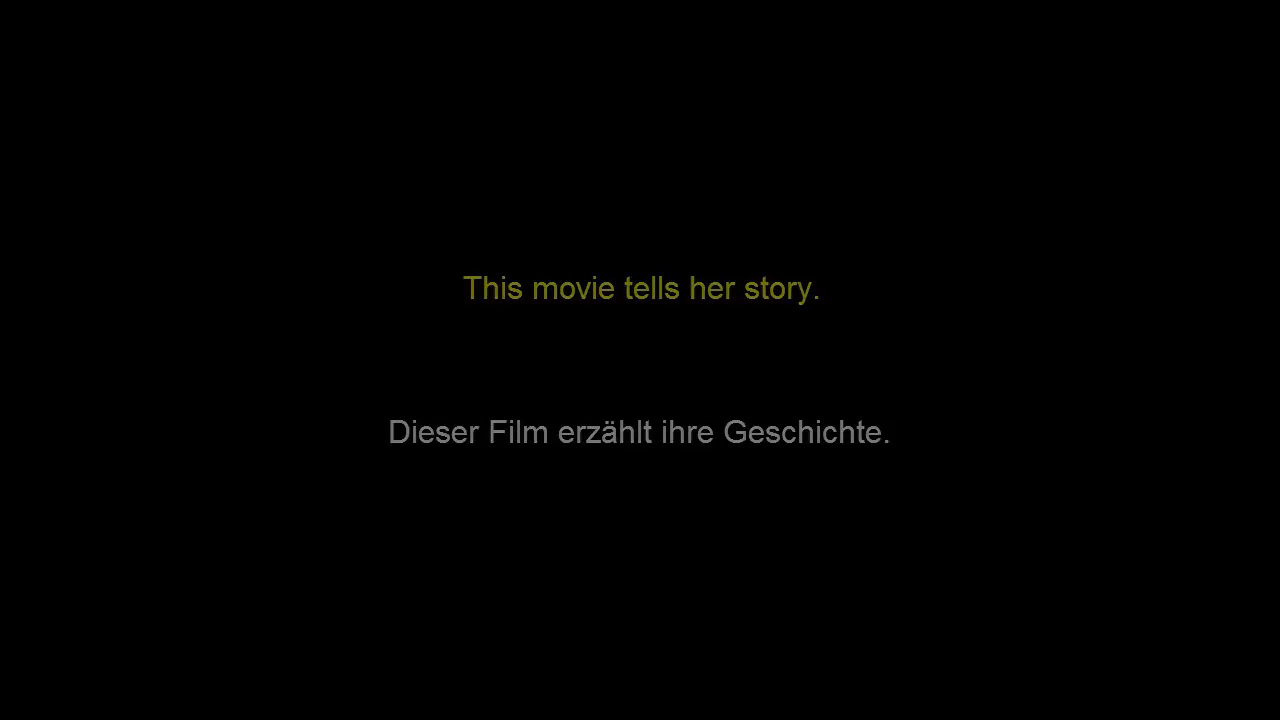 This movie tells her story.
Dieser Film erzählt ihre Geschichte.